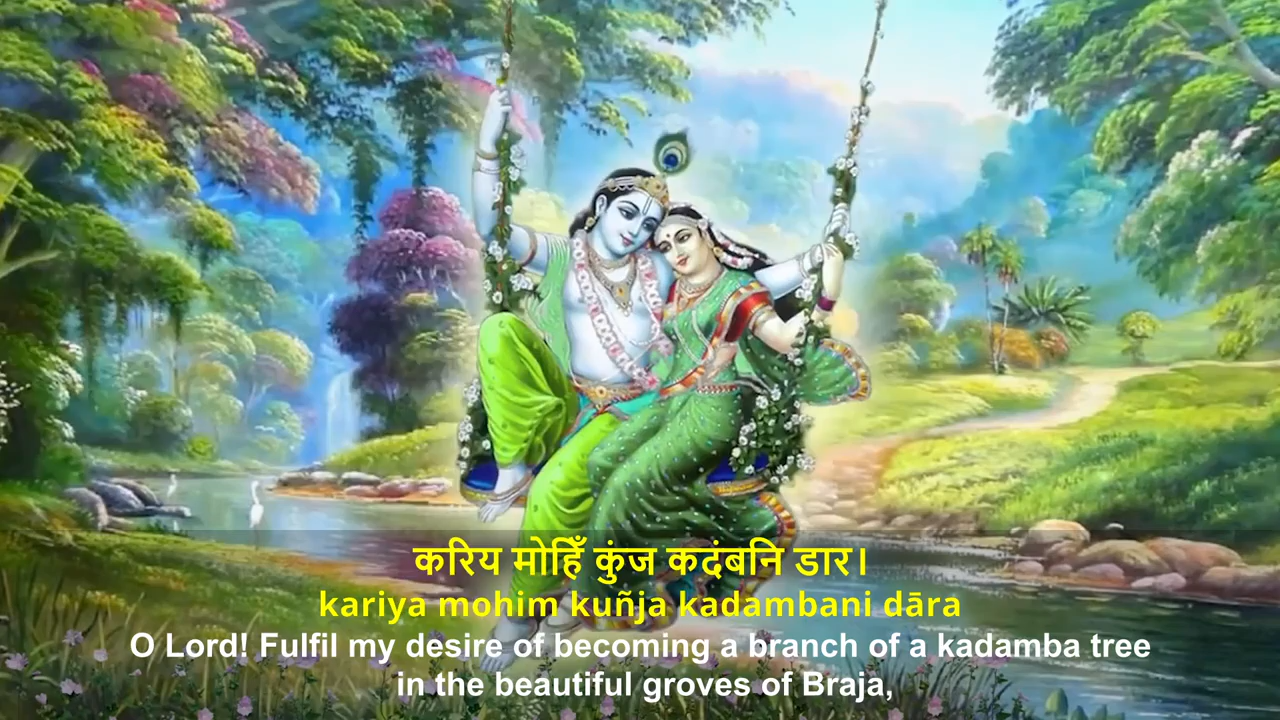 करिय मोहिँ कुंज कदंबनि डार।
kariya mohim kuñja kadambani dāra
O Lord! Fulfil my desire of becoming a branch of a kadamba tree
in the beautiful groves of Braja,